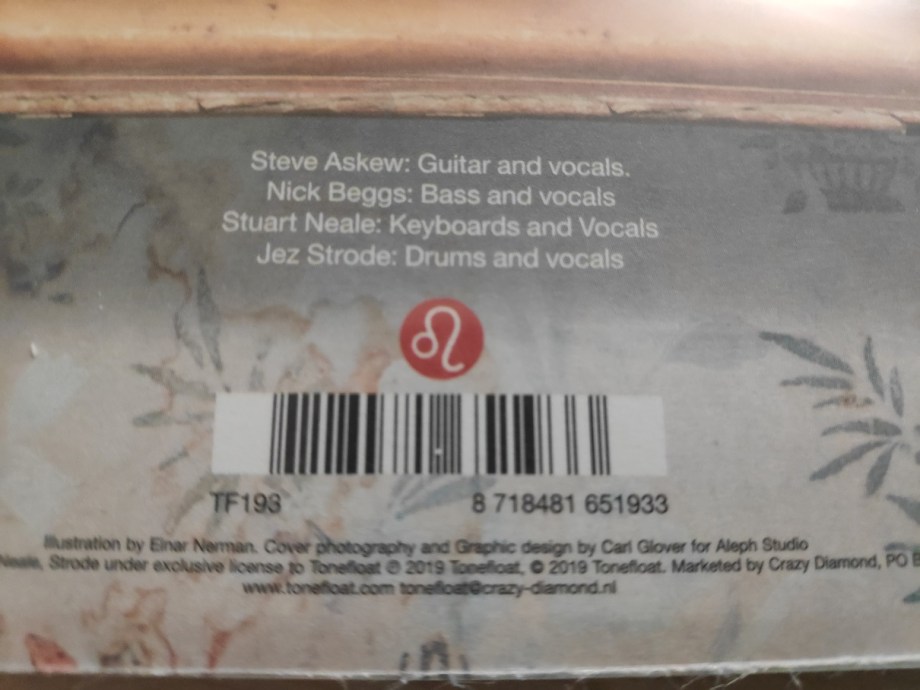 Steve Askew: Guitar and vocals.
Nick Beggs: Bass and vocals
Stuart Neale: Keyboards and Vocals
Jez Strode: Drums and vocals
TF193
8 718481 651933
Illustration by Einar Nerman. Cover photography and Graphic design by Carl Glover for Aleph Studio
Neale, Strode under exclusive license to Tonefloat ℗ 2019 Tonefloat, © 2019 Tonefloat. Marketed by Crazy Diamond, PO
www.tonefloat.com tonefloat@crazy-diamond.nl